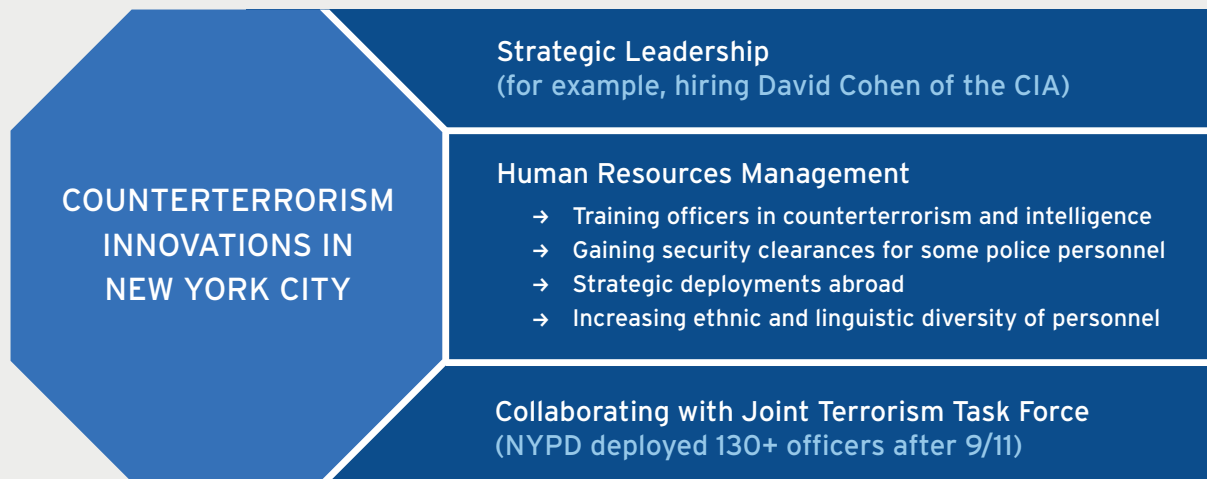 COUNTERTERRORISM
INNOVATIONS IN
NEW YORK CITY
Strategic Leadership
(for example, hiring David Cohen of the CIA)
Human Resources Management
→ Training officers in counterterrorism and intelligence
→ Gaining security clearances for some police personnel
→ Strategic deployments abroad
→ Increasing ethnic and linguistic diversity of personnel
Collaborating with Joint Terrorism Task Force
(NYPD deployed 130+ officers after 9/11)